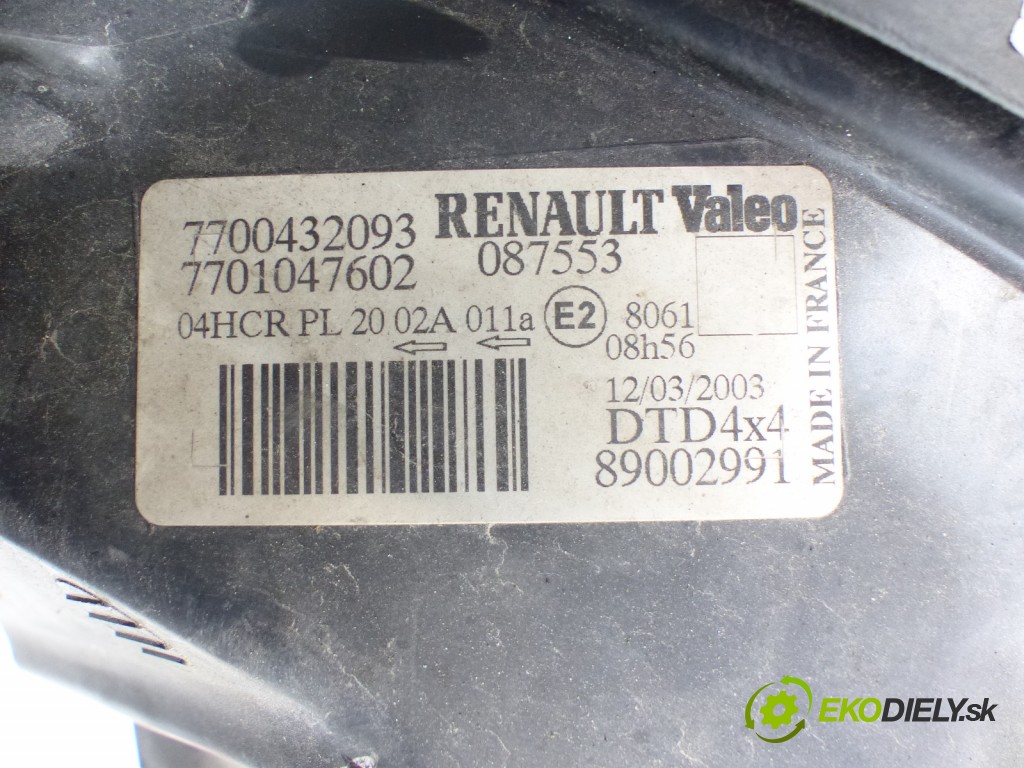 7700432093 RENAULT Valeo
7701047602 087553
04HCR PL 20 02A 011a E2 8061
08h56
12/03/2003
DTD4x4
89002991
MADE IN FRANCE
EKODIELY.sk